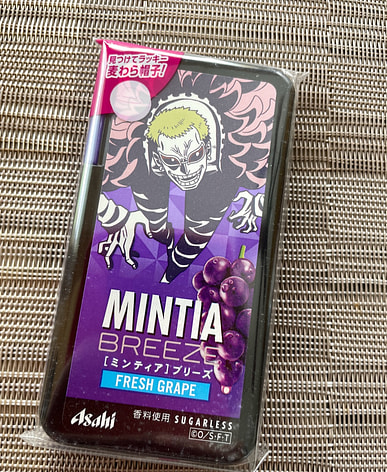 見つけてラッキー
麦わら帽子!
MINTIA
BREEZE
[ミンティア]ブリーズ
FRESH GRAPE
Asahi
香料使用 SUGARLESS
©O/S·F·T